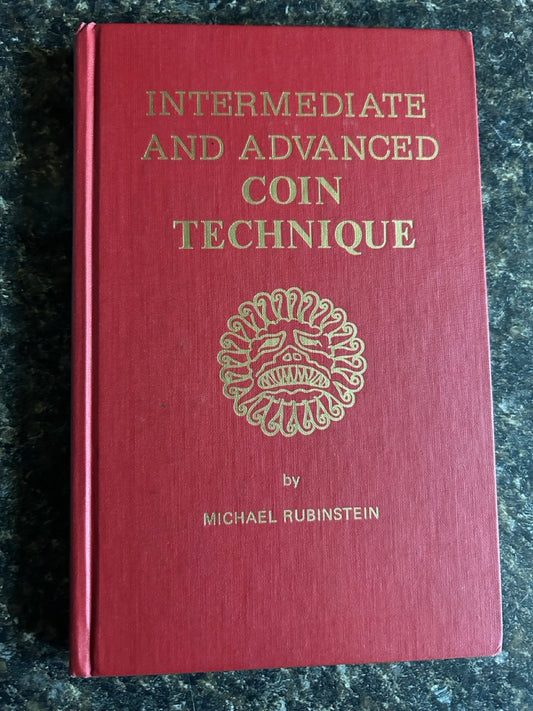 INTERMEDIATE
AND ADVANCED
COIN
TECHNIQUE
by
MICHAEL RUBINSTEIN